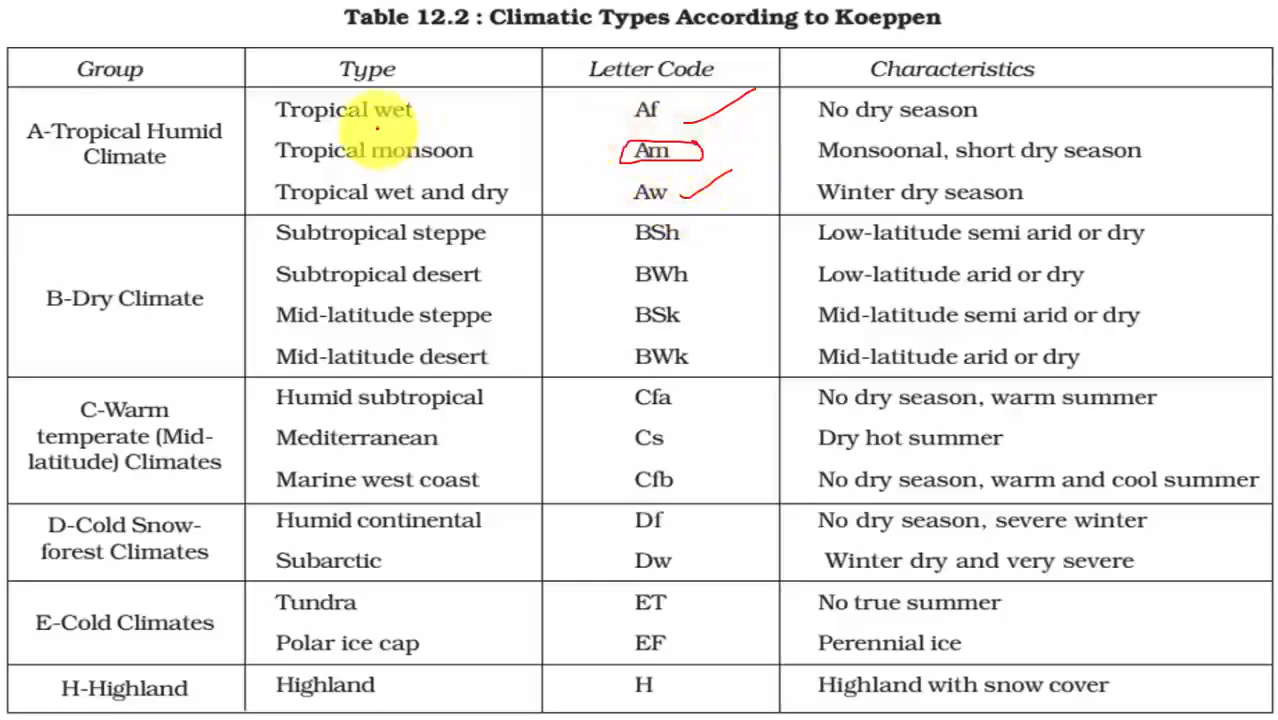 Table 12.2 : Climatic Types According to Koeppen
Group Type Letter Code Characteristics
A-Tropical Humid Climate
Tropical wet Af No dry season
Tropical monsoon Am Monsoonal, short dry season
Tropical wet and dry Aw Winter dry season
B-Dry Climate
Subtropical steppe BSh Low-latitude semi arid or dry
Subtropical desert BWh Low-latitude arid or dry
Mid-latitude steppe BSk Mid-latitude semi arid or dry
Mid-latitude desert BWk Mid-latitude arid or dry
C-Warm
temperate (Mid-
latitude) Climates
Humid subtropical Cfa No dry season, warm summer
Mediterranean Cs Dry hot summer
Marine west coast Cfb No dry season, warm and cool summer
D-Cold Snow-
forest Climates
Humid continental Df No dry season, severe winter
Subarctic Dw Winter dry and very severe
E-Cold Climates
Tundra ET No true summer
Polar ice cap EF Perennial ice
H-Highland Highland H Highland with snow cover